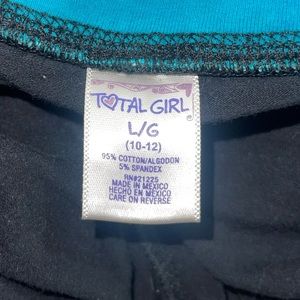 TOTAL GIRL®
L/G
(10-12)
95% COTTON/ALGODON
5% SPANDEX
RN#21225
MADE IN MEXICO
HECHO EN MEXICO
CARE ON REVERSE